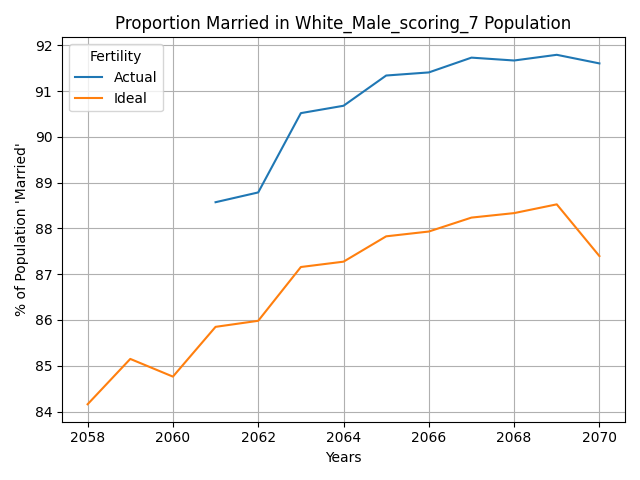 Proportion Married in White_Male_scoring_7 Population
Fertility
Actual
Ideal
92
91
90
89
88
87
86
85
84
% of Population 'Married'
2058
2060
2062
2064
2066
2068
2070
Years